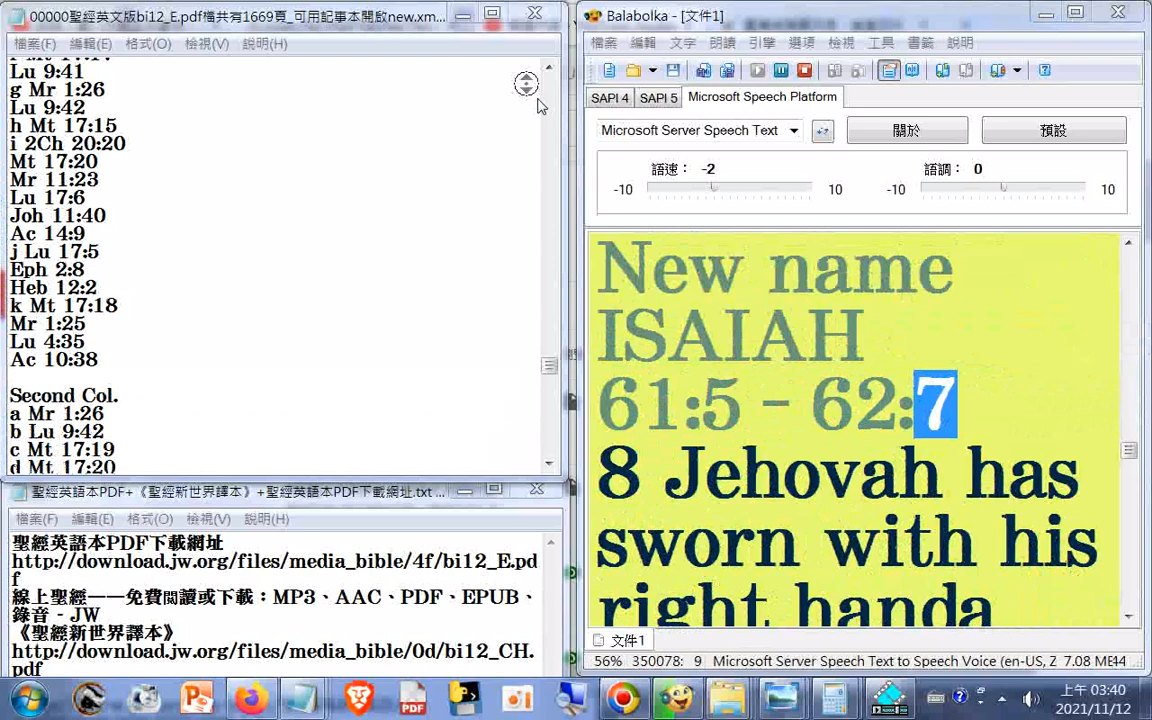 00000聖經英文版bi12_E.pdf檔共有1669頁_可用記事本開啟new.xm...
檔案(F) 編輯(E) 格式(O) 檢視(V) 說明(H)
Lu 9:41
g Mr 1:26
Lu 9:42
h Mt 17:15
i 2Ch 20:20
Mt 17:20
Mr 11:23
Lu 17:6
Joh 11:40
Ac 14:9
j Lu 17:5
Eph 2:8
Heb 12:2
k Mt 17:18
Mr 1:25
Lu 4:35
Ac 10:38
Second Col.
a Mr 1:26
b Lu 9:42
c Mt 17:19
d Mt 17:20
聖經英語本PDF+《聖經新世界譯本》+聖經英語本PDF下載網址.txt ...
檔案(F) 編輯(E) 格式(O) 檢視(V) 說明(H)
聖經英語本PDF下載網址
http://download.jw.org/files/media_bible/4f/bi12_E.pd
f
線上聖經——免費閱讀或下載：MP3、AAC、PDF、EPUB、
錄音 - JW
《聖經新世界譯本》
http://download.jw.org/files/media_bible/0d/bi12_CH.
pdf
Balabolka - [文件1]
檔案 編輯 文字 朗讀 引擎 選項 檢視 工具 書籤 說明
SAPI 4 SAPI 5 Microsoft Speech Platform
Microsoft Server Speech Text 關於 預設
語速： -2 語調： 0
-10 10 -10 10
New name
ISAIAH
61:5 - 62:7
8 Jehovah has
sworn with his
right handa
文件1
56% 350078: 9 Microsoft Server Speech Text to Speech Voice (en-US, Z 7.08 ME44
PDF
上午 03:40
2021/11/12